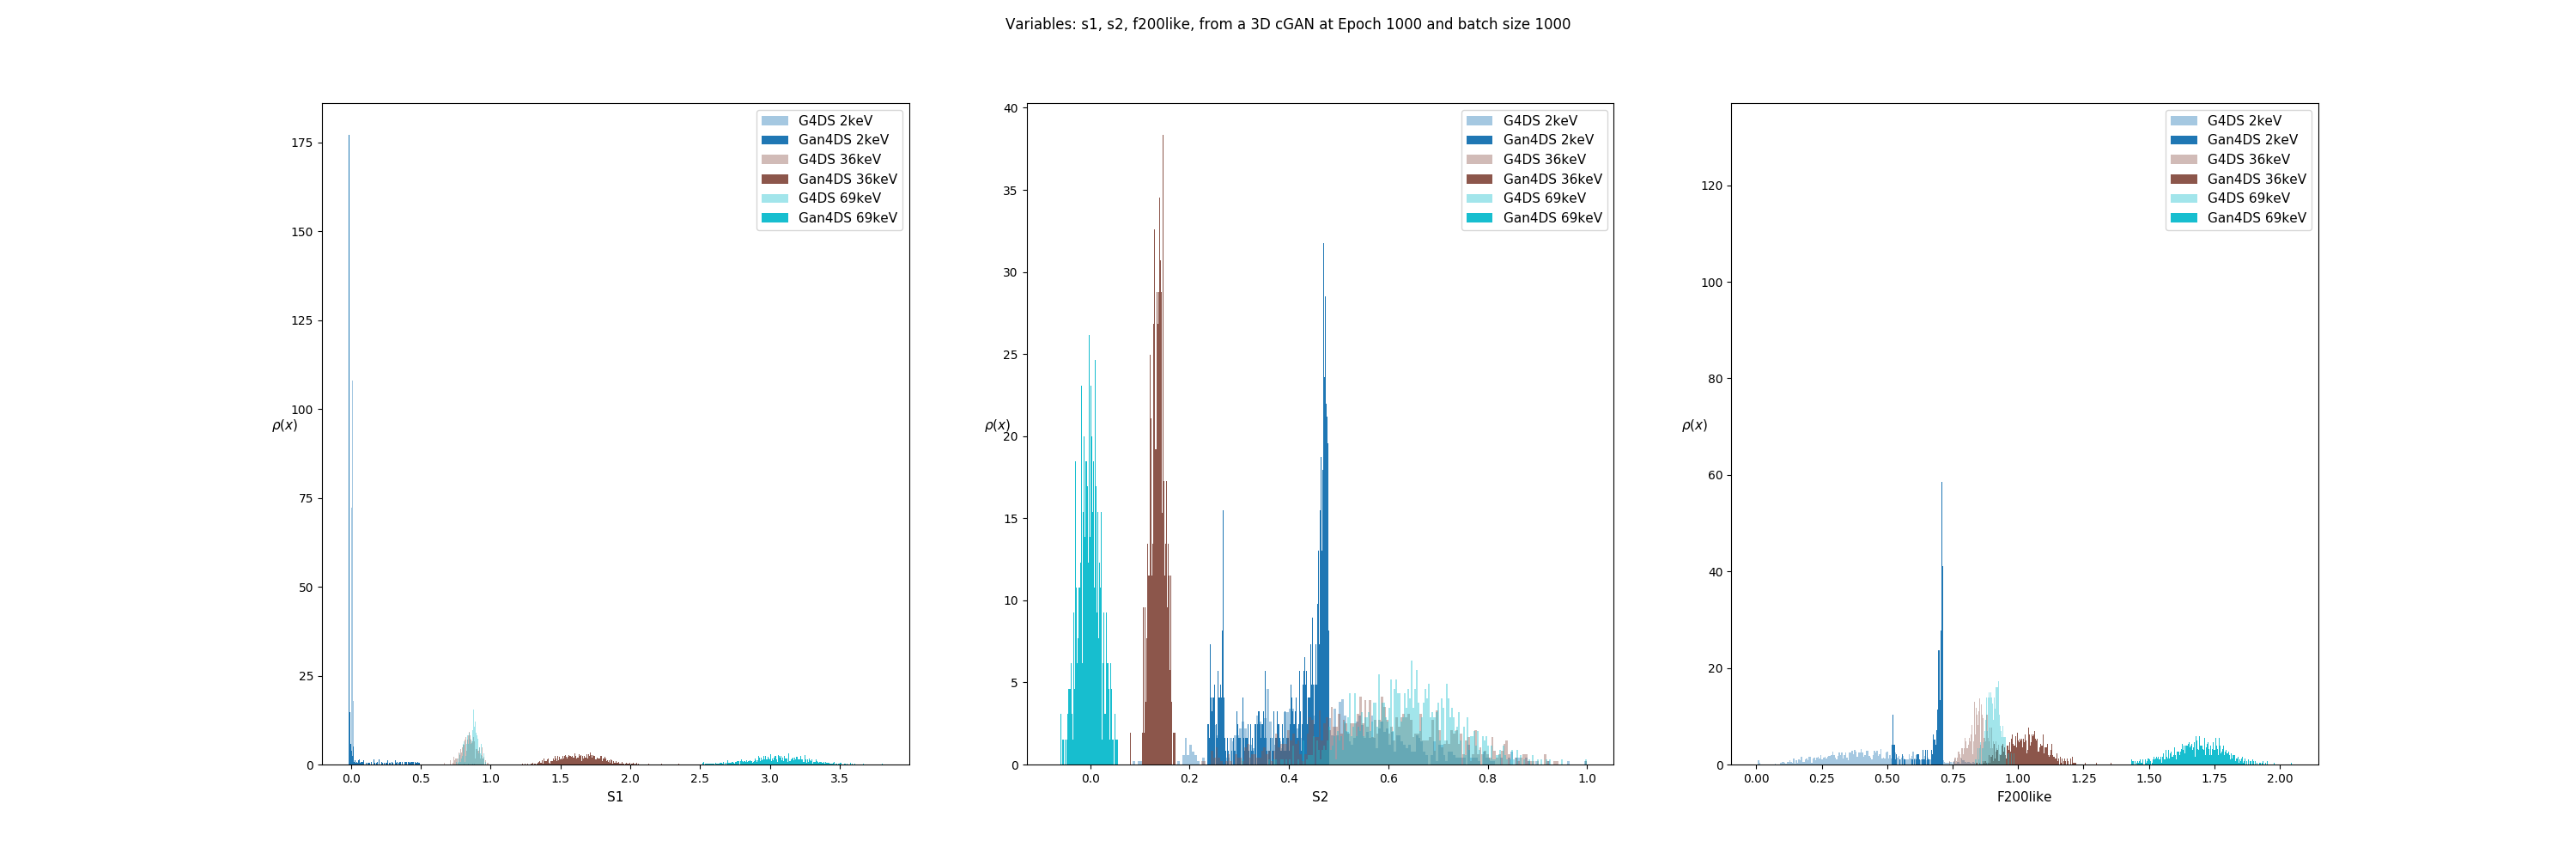 Variables: s1, s2, f200like, from a 3D cGAN at Epoch 1000 and batch size 1000
175
150
125
100
75
50
25
0
ρ(x)
0.0 0.5 1.0 1.5 2.0 2.5 3.0 3.5
S1
G4DS 2keV
Gan4DS 2keV
G4DS 36keV
Gan4DS 36keV
G4DS 69keV
Gan4DS 69keV
40
35
30
25
20
15
10
5
0
ρ(x)
0.0 0.2 0.4 0.6 0.8 1.0
S2
G4DS 2keV
Gan4DS 2keV
G4DS 36keV
Gan4DS 36keV
G4DS 69keV
Gan4DS 69keV
120
100
80
60
40
20
0
ρ(x)
0.00 0.25 0.50 0.75 1.00 1.25 1.50 1.75 2.00
F200like
G4DS 2keV
Gan4DS 2keV
G4DS 36keV
Gan4DS 36keV
G4DS 69keV
Gan4DS 69keV